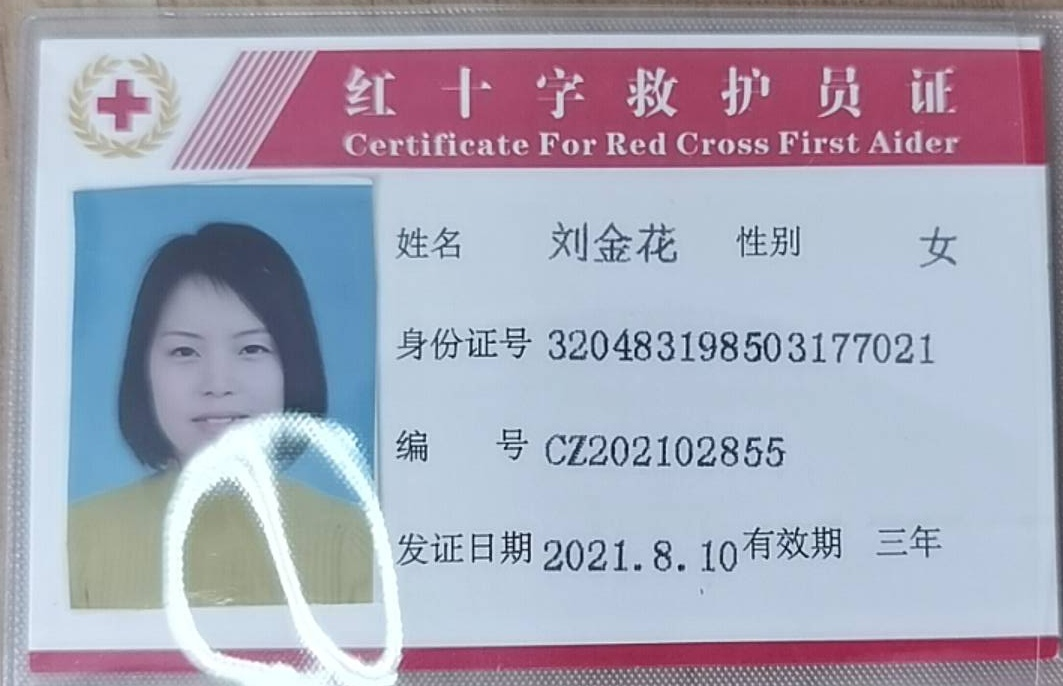 红十字救护员证
Certificate For Red Cross First Aider
姓名 刘金花 性别 女
身份证号 320483198503177021
编 号 CZ202102855
发证日期 2021.8.10 有效期 三年